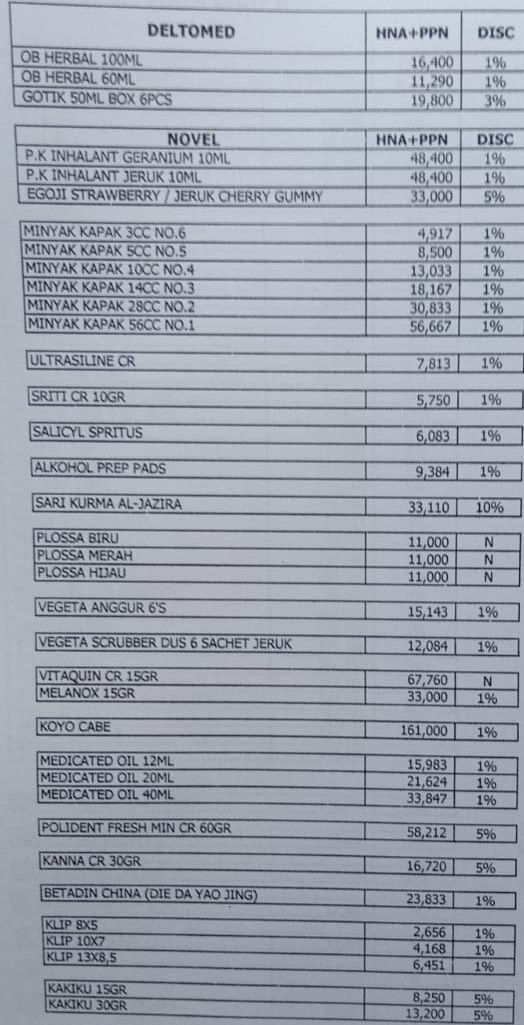 DELTOMED HNA+PPN DISC
OB HERBAL 100ML 16,400 1%
OB HERBAL 60ML 11,290 1%
GOTIK 50ML BOX 6PCS 19,800 3%
NOVEL HNA+PPN DISC
P.K INHALANT GERANIUM 10ML 48,400 1%
P.K INHALANT JERUK 10ML 48,400 1%
EGOJI STRAWBERRY / JERUK CHERRY GUMMY 33,000 5%
MINYAK KAPAK 3CC NO.6 4,917 1%
MINYAK KAPAK 5CC NO.5 8,500 1%
MINYAK KAPAK 10CC NO.4 13,033 1%
MINYAK KAPAK 14CC NO.3 18,167 1%
MINYAK KAPAK 28CC NO.2 30,833 1%
MINYAK KAPAK 56CC NO.1 56,667 1%
ULTRASILINE CR 7,813 1%
SRITI CR 10GR 5,750 1%
SALICYL SPRITUS 6,083 1%
ALKOHOL PREP PADS 9,384 1%
SARI KURMA AL-JAZIRA 33,110 10%
PLOSSA BIRU 11,000 N
PLOSSA MERAH 11,000 N
PLOSSA HIJAU 11,000 N
VEGETA ANGGUR 6'S 15,143 1%
VEGETA SCRUBBER DUS 6 SACHET JERUK 12,084 1%
VITAQUIN CR 15GR 67,760 N
MELANOX 15GR 33,000 1%
KOYO CABE 161,000 1%
MEDICATED OIL 12ML 15,983 1%
MEDICATED OIL 20ML 21,624 1%
MEDICATED OIL 40ML 33,847 1%
POLIDENT FRESH MIN CR 60GR 58,212 5%
KANNA CR 30GR 16,720 5%
BETADIN CHINA (DIE DA YAO JING) 23,833 1%
KLIP 8X5 2,656 1%
KLIP 10X7 4,168 1%
KLIP 13X8,5 6,451 1%
KAKIKU 15GR 8,250 5%
KAKIKU 30GR 13,200 5%